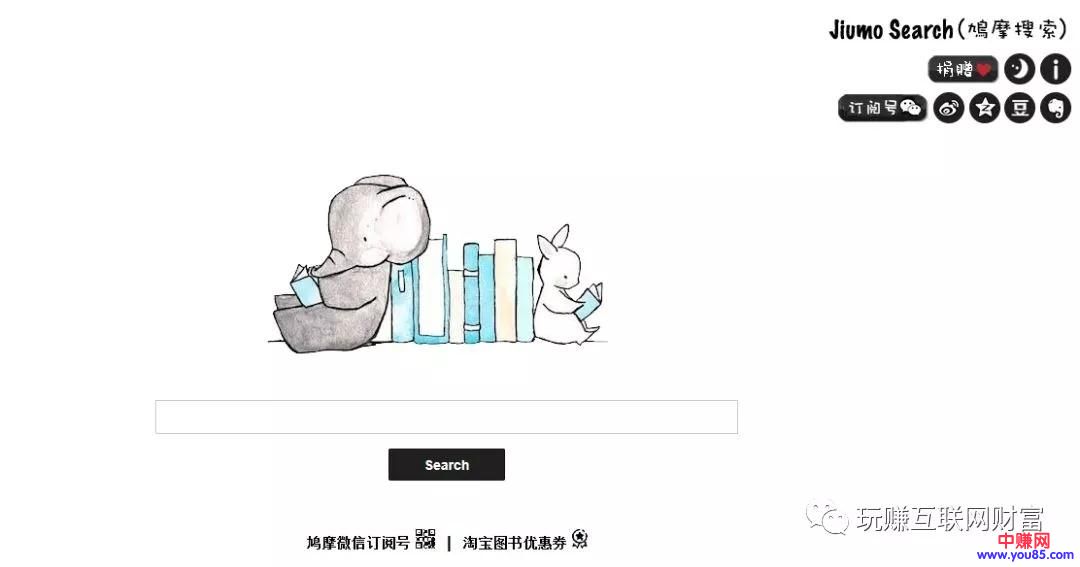 Jiumo Search(鸠摩搜索)
捐赠
订阅号 豆
Search
鸠摩微信订阅号 | 淘宝图书优惠券
玩赚互联网财富
中赚网
www.you85.com